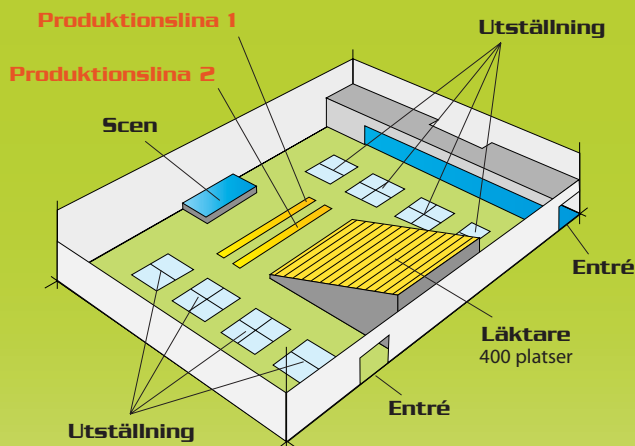 Produktionslina 1
Utställning
Produktionslina 2
Scen
Entré
Läktare
400 platser
Entré
Utställning